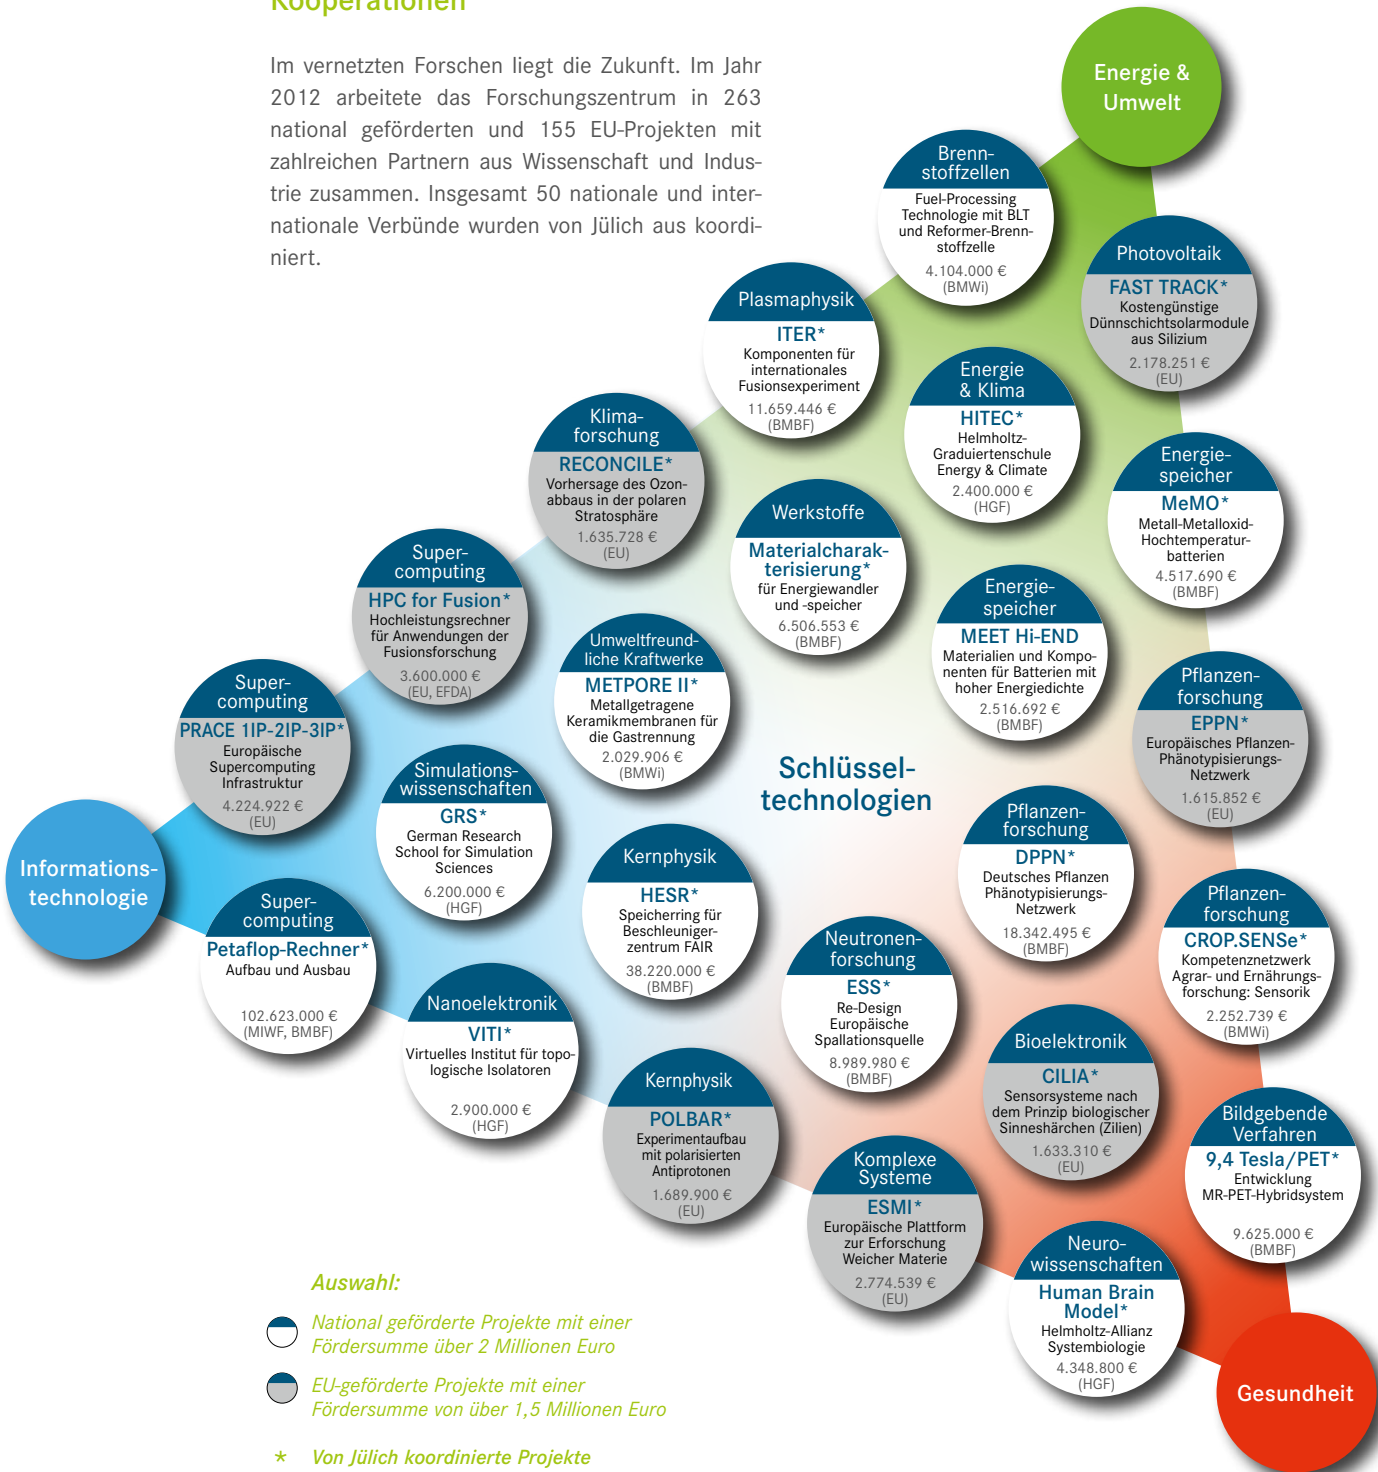 Kooperationen
Im vernetzten Forschen liegt die Zukunft. Im Jahr
2012 arbeitete das Forschungszentrum in 263
national geförderten und 155 EU-Projekten mit
zahlreichen Partnern aus Wissenschaft und Indus-
trie zusammen. Insgesamt 50 nationale und inter-
nationale Verbünde wurden von Jülich aus koordi-
niert.
Energie &
Umwelt
Brenn-
stoffzellen
Fuel-Processing
Technologie mit BLT
und Reformer-Brenn-
stoffzelle
4.104.000 €
(BMWi)
Photovoltaik
FAST TRACK*
Kostengünstige
Dünnschichtsolarmodule
aus Silizium
2.178.251 €
(EU)
Plasmaphysik
ITER*
Komponenten für
internationales
Fusionsexperiment
11.659.446 €
(BMBF)
Energie
& Klima
HITEC*
Helmholtz-
Graduiertenschule
Energy & Climate
2.400.000 €
(HGF)
Klima-
forschung
RECONCILE*
Vorhersage des Ozon-
abbaus in der polaren
Stratosphäre
1.635.728 €
(EU)
Energie-
speicher
MeMO*
Metall-Metalloxid-
Hochtemperatur-
batterien
4.517.690 €
(BMBF)
Werkstoffe
Materialcharak-
terisierung*
für Energiewandler
und -speicher
6.506.553 €
(BMBF)
Super-
computing
HPC for Fusion*
Hochleistungsrechner
für Anwendungen der
Fusionsforschung
3.600.000 €
(EU, EFDA)
Energie-
speicher
MEET Hi-END
Materialien und Kompo-
nenten für Batterien mit
hoher Energiedichte
2.516.692 €
(BMBF)
Umweltfreund-
liche Kraftwerke
METPORE II*
Metallgetragene
Keramikmembranen für
die Gastrennung
2.029.906 €
(BMWi)
Super-
computing
PRACE 1IP-2IP-3IP*
Europäische
Supercomputing
Infrastruktur
4.224.922 €
(EU)
Pflanzen-
forschung
EPPN*
Europäisches Pflanzen-
Phänotypisierungs-
Netzwerk
1.615.852 €
(EU)
Simulations-
wissenschaften
GRS*
German Research
School for Simulation
Sciences
6.200.000 €
(HGF)
Schlüssel-
technologien
Pflanzen-
forschung
DPPN*
Deutsches Pflanzen
Phänotypisierungs-
Netzwerk
18.342.495 €
(BMBF)
Informations-
technologie
Kernphysik
HESR*
Speicherring für
Beschleuniger-
zentrum FAIR
38.220.000 €
(BMBF)
Super-
computing
Petaflop-Rechner*
Aufbau und Ausbau
102.623.000 €
(MIWF, BMBF)
Pflanzen-
forschung
CROP.SENSe*
Kompetenznetzwerk
Agrar- und Ernährungs-
forschung: Sensorik
2.252.739 €
(BMWi)
Neutronen-
forschung
ESS*
Re-Design
Europäische
Spallationsquelle
8.989.980 €
(BMBF)
Nanoelektronik
VITI*
Virtuelles Institut für topo-
logische Isolatoren
2.900.000 €
(HGF)
Bioelektronik
CILIA*
Sensorsysteme nach
dem Prinzip biologischer
Sinneshärchen (Zilien)
1.633.310 €
(EU)
Kernphysik
POLBAR*
Experimentaufbau
mit polarisierten
Antiprotonen
1.689.900 €
(EU)
Bildgebende
Verfahren
9,4 Tesla/PET*
Entwicklung
MR-PET-Hybridsystem
9.625.000 €
(BMBF)
Komplexe
Systeme
ESMI*
Europäische Plattform
zur Erforschung
Weicher Materie
2.774.539 €
(EU)
Neuro-
wissenschaften
Human Brain
Model*
Helmholtz-Allianz
Systembiologie
4.348.800 €
(HGF)
Gesundheit
Auswahl:
National geförderte Projekte mit einer
Fördersumme über 2 Millionen Euro
EU-geförderte Projekte mit einer
Fördersumme von über 1,5 Millionen Euro
* Von Jülich koordinierte Projekte